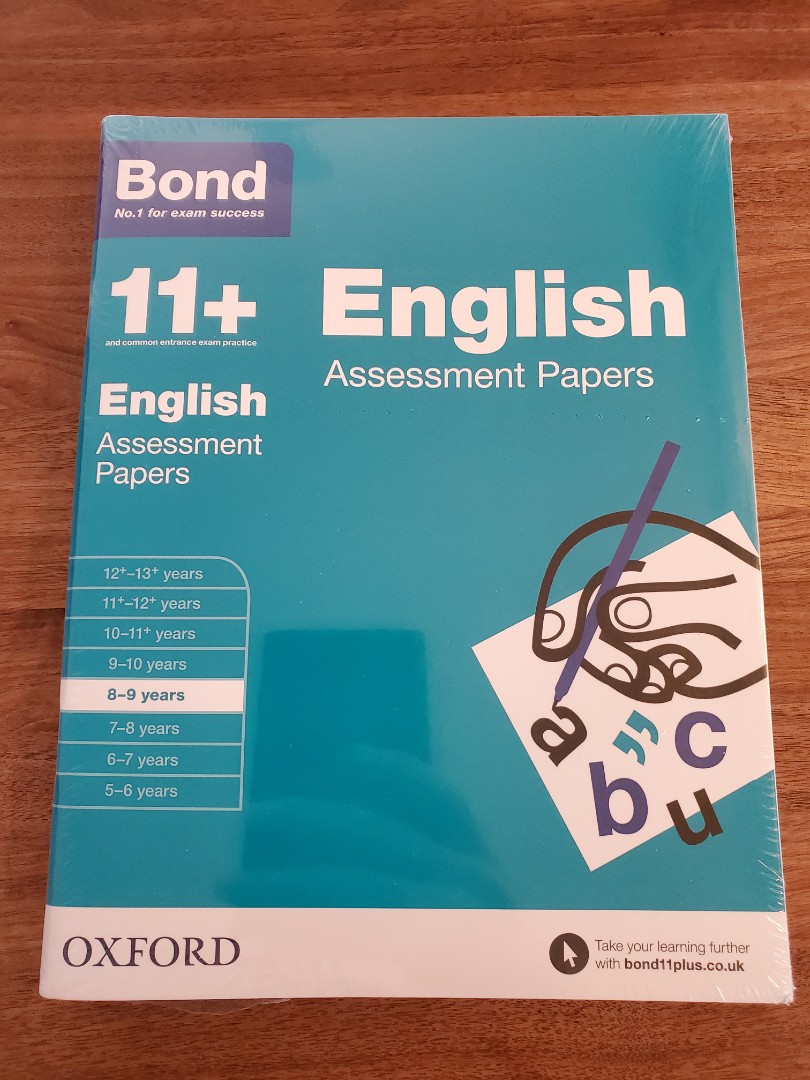 Bond
No.1 for exam success
11+
and common entrance exam practice
English
Assessment
Papers
English
Assessment Papers
12+–13+ years
11+–12+ years
10–11+ years
9–10 years
8–9 years
7–8 years
6–7 years
5–6 years
a
”
b
c
u
OXFORD
Take your learning further
with bond11plus.co.uk